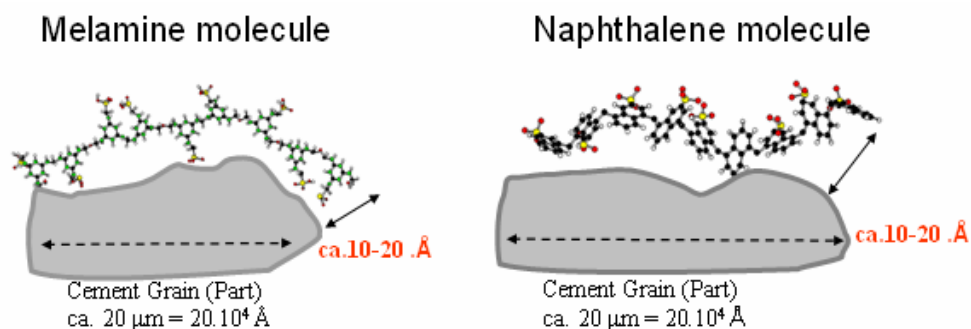 Melamine molecule
Naphthalene molecule
ca.10-20 .Å
ca.10-20 .Å
Cement Grain (Part)
ca. 20 μm = 20.10⁴ Å
Cement Grain (Part)
ca. 20 μm = 20.10⁴ Å